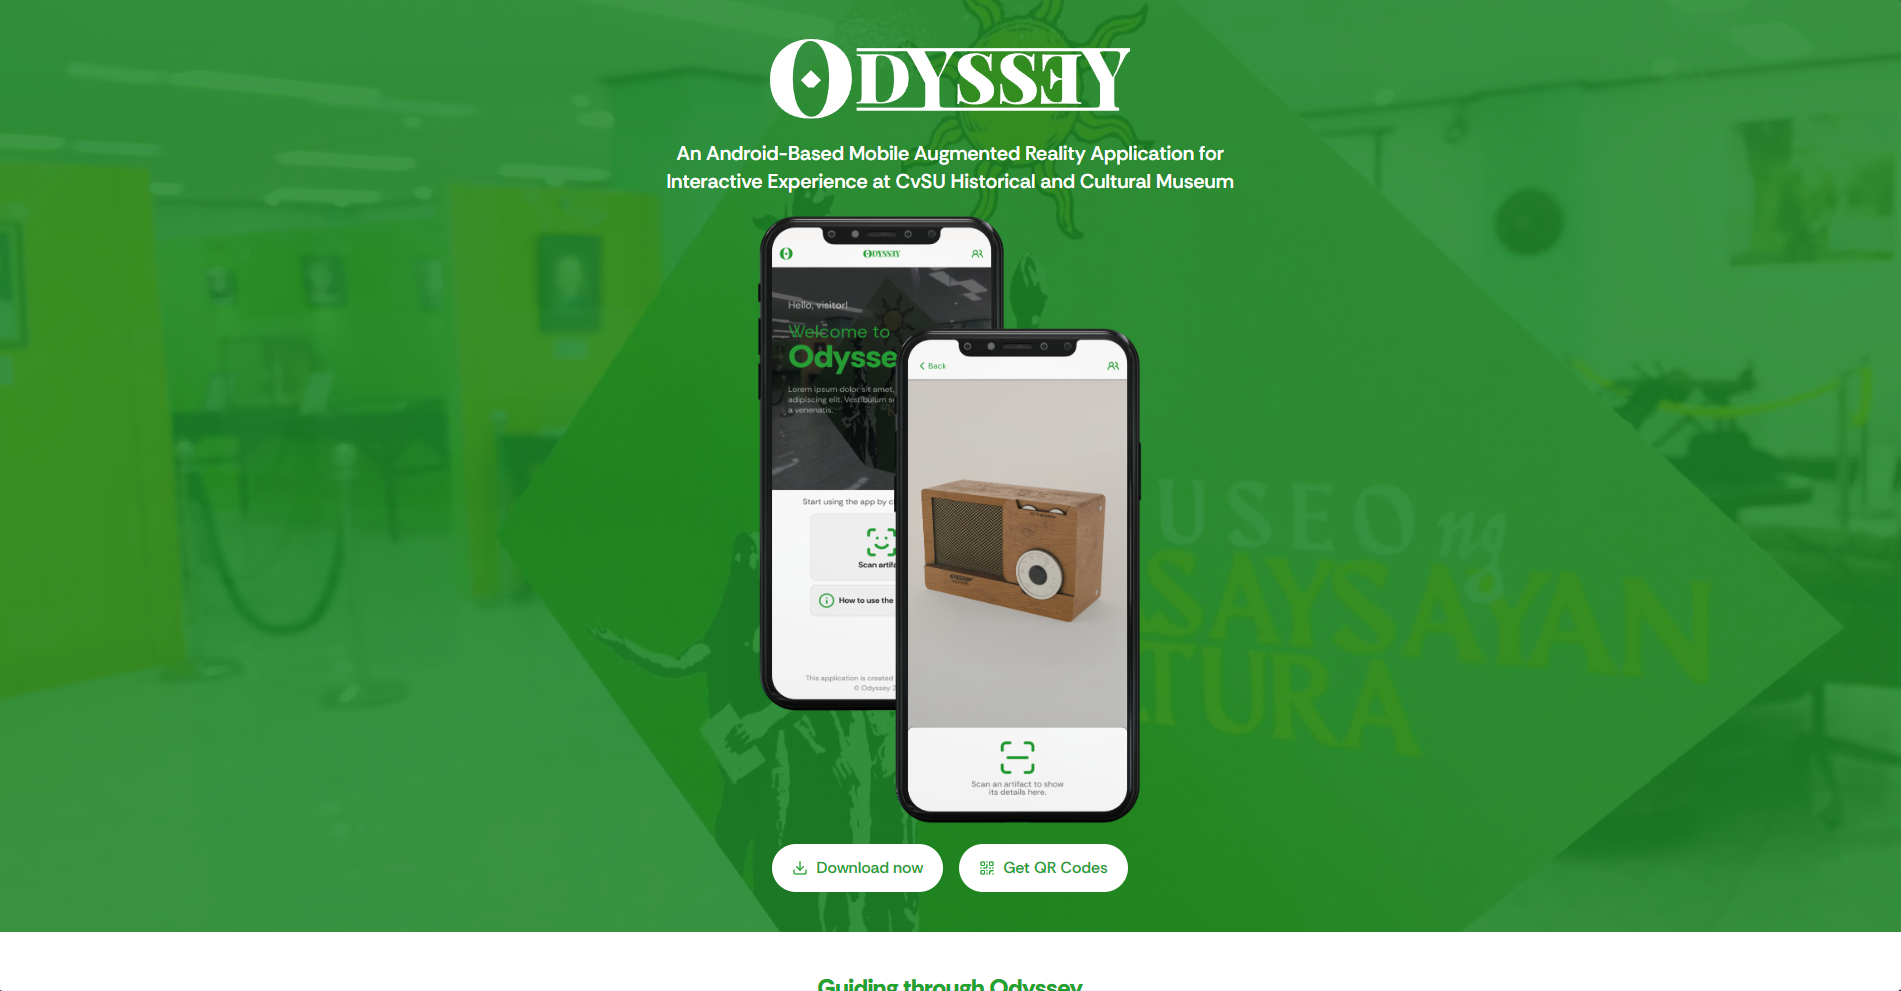 ODYSSEY
An Android-Based Mobile Augmented Reality Application for
Interactive Experience at CvSU Historical and Cultural Museum
ODYSSEY
Hello, visitor!
Welcome to
Odysse
Lorem ipsum dolor sit amet,
adipiscing elit. Vestibulum s
a venenatis.
Start using the app by c
Scan artifa
How to use the
This application is created
© Odyssey 2
Back
Scan an artifact to show
its details here.
USEO ng
SAYSAYAN
TURA
Download now
Get QR Codes
Guiding through Odyssey